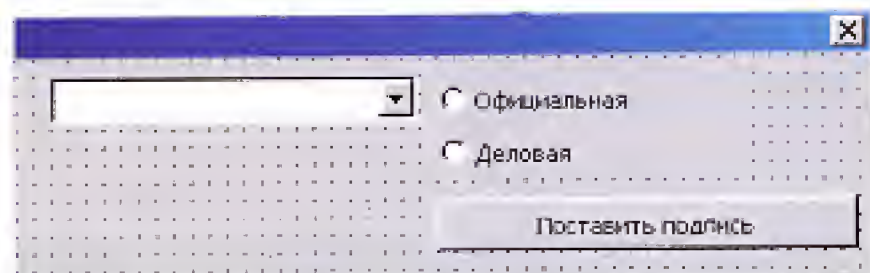 Официальная
Деловая
Поставить подпись